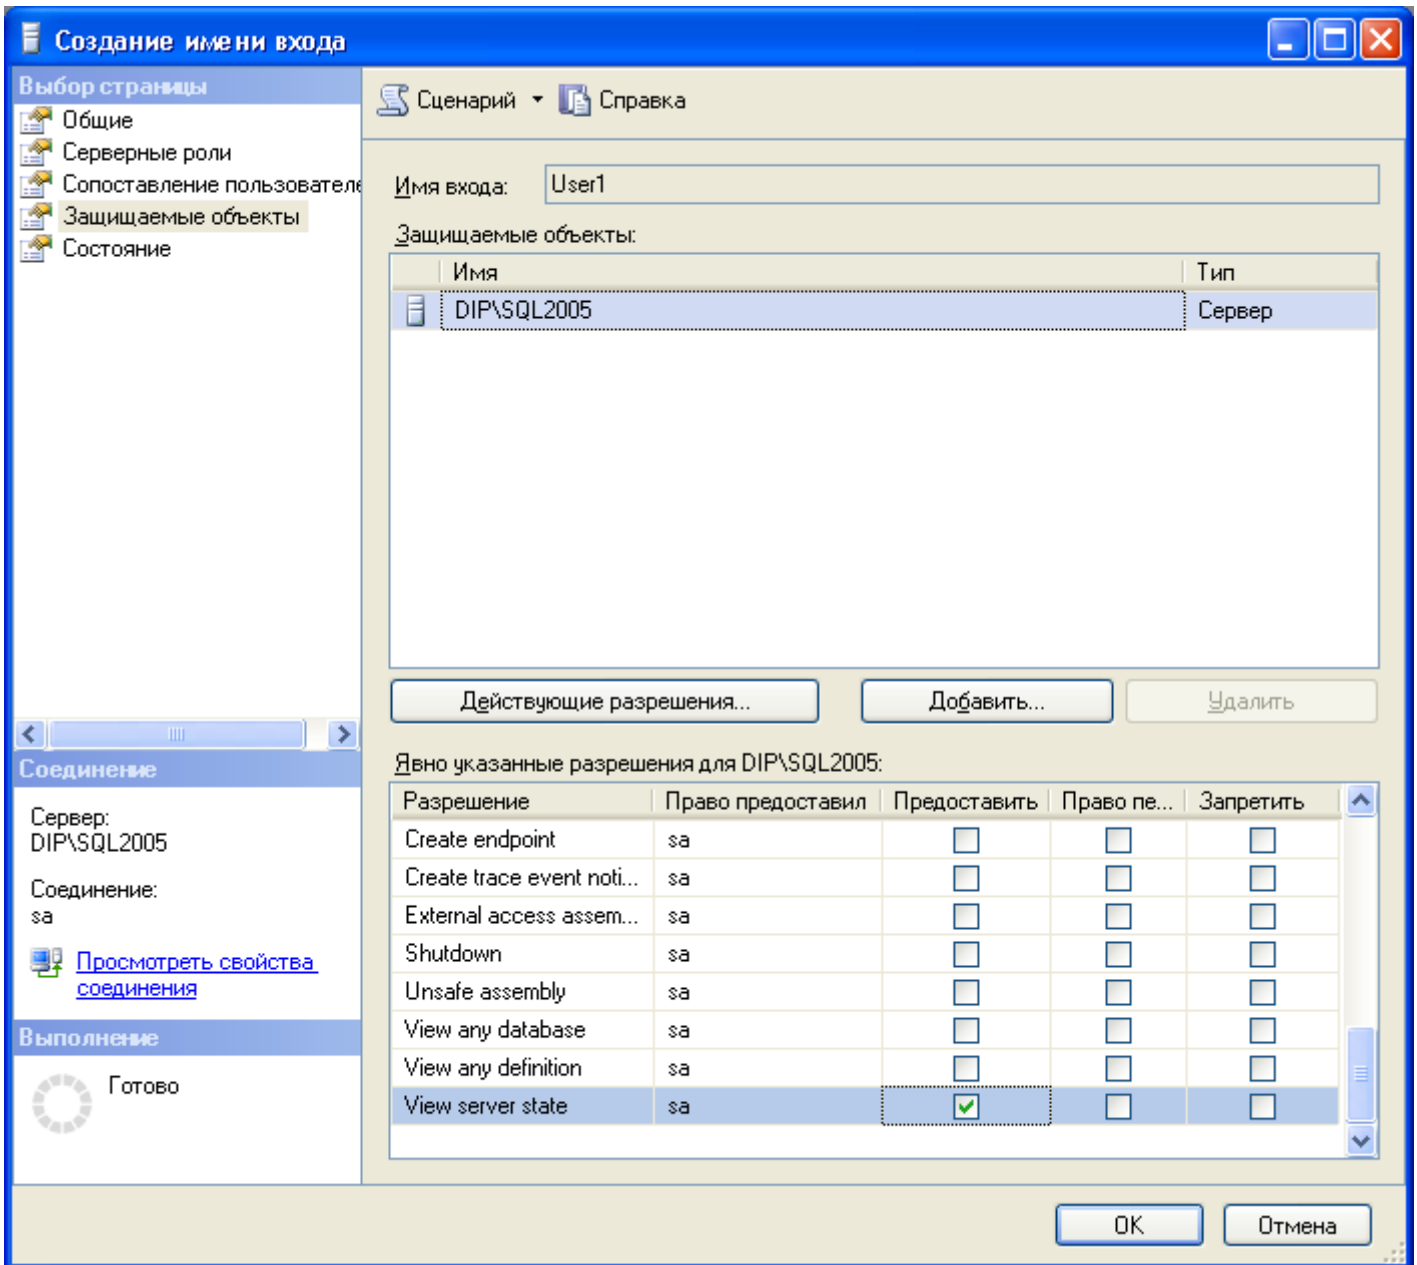 Создание имени входа
Выбор страницы
Общие
Серверные роли
Сопоставление пользователе
Защищаемые объекты
Состояние
Сценарий
Справка
Имя входа:
User1
Защищаемые объекты:
Имя Тип
DIP\SQL2005 Сервер
Действующие разрешения... Добавить... Удалить
Соединение
Сервер:
DIP\SQL2005
Соединение:
sa
Просмотреть свойства
соединения
Выполнение
Готово
Явно указанные разрешения для DIP\SQL2005:
Разрешение Право предоставил Предоставить Право пе... Запретить
Create endpoint sa
Create trace event noti... sa
External access assem... sa
Shutdown sa
Unsafe assembly sa
View any database sa
View any definition sa
View server state sa
OK Отмена